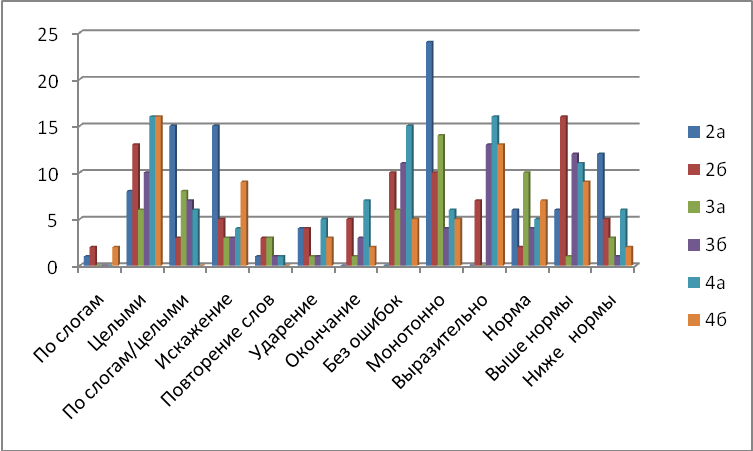 25
20
15
10
5
0
По слогам
Целыми
По слогам/целыми
Искажение
Повторение слов
Ударение
Окончание
Без ошибок
Монотонно
Выразительно
Норма
Выше нормы
Ниже нормы
2а
2б
3а
3б
4а
4б